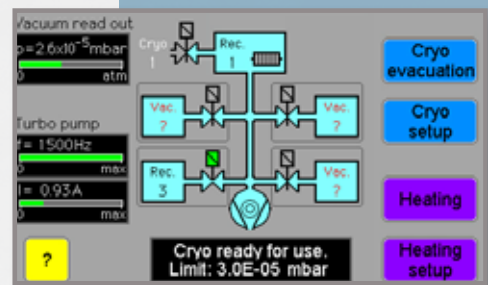 Vacuum read out
p=2.6x10⁻⁵mbar
0 atm
Turbo pump
f= 1500Hz
0 max
I= 0.93A
0 max
?
Cryo
1
Rec.
1
Vac.
?
Vac.
?
Rec.
3
Vac.
?
Cryo ready for use.
Limit: 3.0E-05 mbar
Cryo
evacuation
Cryo
setup
Heating
Heating
setup